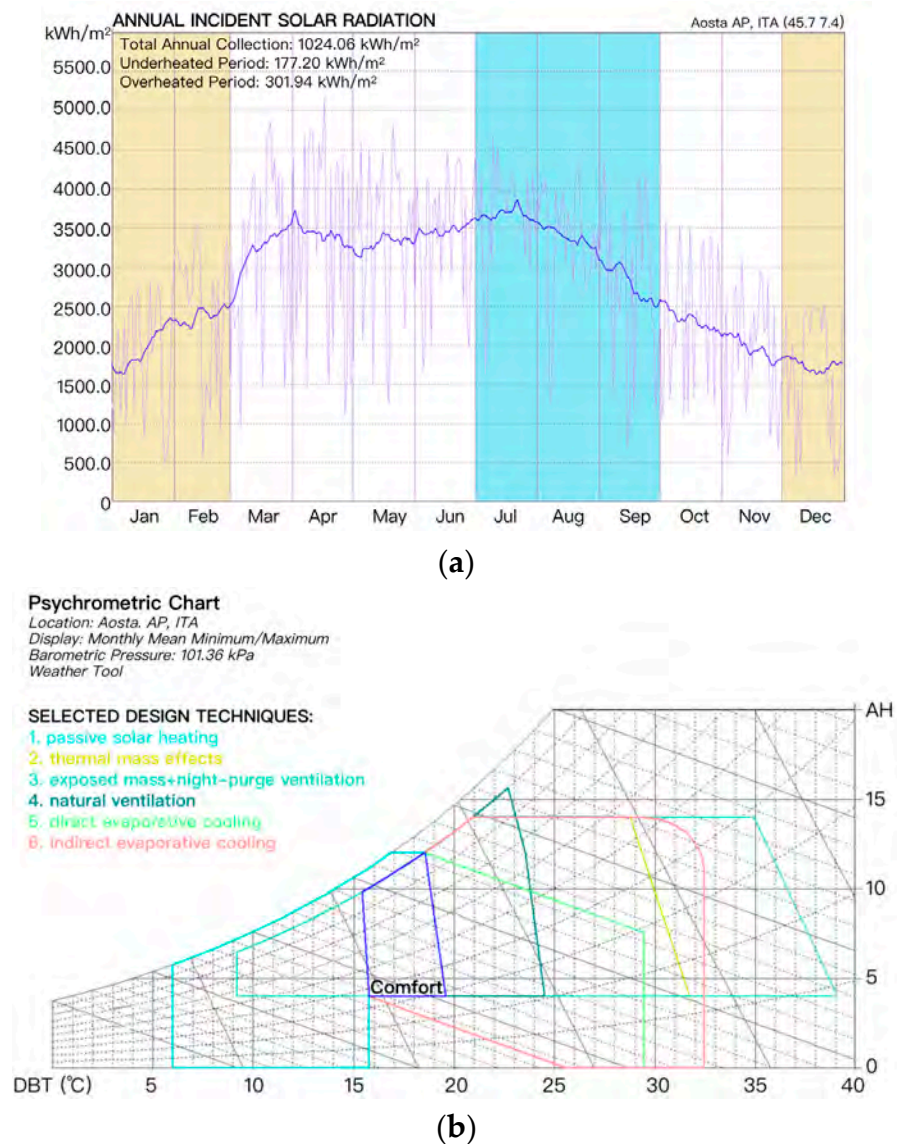 ANNUAL INCIDENT SOLAR RADIATION
Aosta AP, ITA (45.7 7.4)
kWh/m²
Total Annual Collection: 1024.06 kWh/m²
Underheated Period: 177.20 kWh/m²
Overheated Period: 301.94 kWh/m²
5500.0
5000.0
4500.0
4000.0
3500.0
3000.0
2500.0
2000.0
1500.0
1000.0
500.0
0
Jan Feb Mar Apr May Jun Jul Aug Sep Oct Nov Dec
(a)
Psychrometric Chart
Location: Aosta. AP, ITA
Display: Monthly Mean Minimum/Maximum
Barometric Pressure: 101.36 kPa
Weather Tool
SELECTED DESIGN TECHNIQUES:
1. passive solar heating
2. thermal mass effects
3. exposed mass+night-purge ventilation
4. natural ventilation
5. direct evaporative cooling
6. indirect evaporative cooling
AH
15
10
5
Comfort
0
DBT (℃) 5 10 15 20 25 30 35 40
(b)